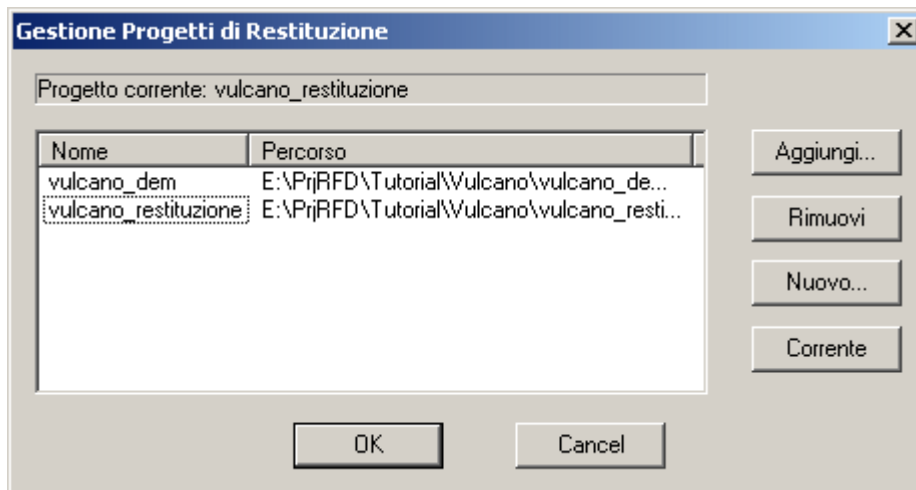 Gestione Progetti di Restituzione
Progetto corrente: vulcano_restituzione
Nome Percorso
vulcano_dem E:\PrjRFD\Tutorial\Vulcano\vulcano_de...
vulcano_restituzione E:\PrjRFD\Tutorial\Vulcano\vulcano_resti...
Aggiungi...
Rimuovi
Nuovo...
Corrente
OK Cancel